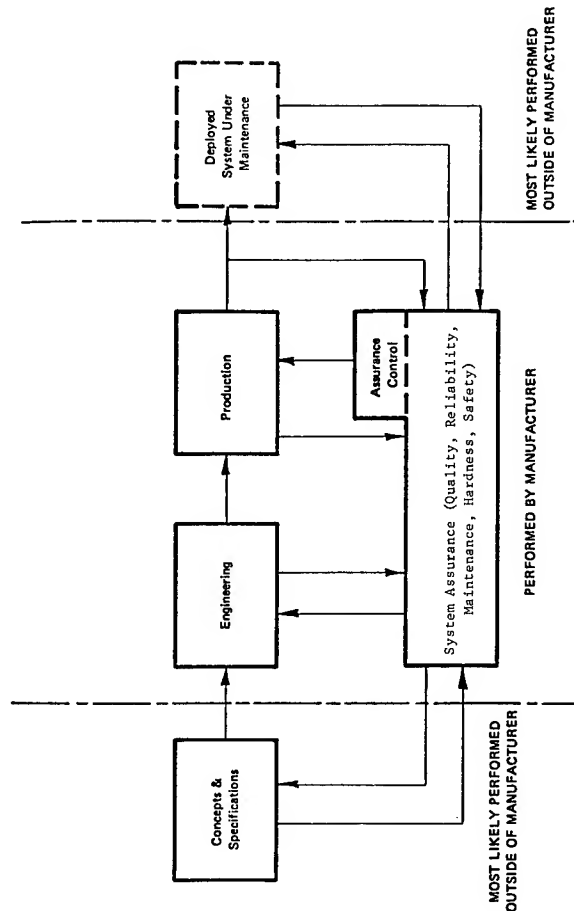 Concepts &
Specifications
Engineering
Production
Deployed
System Under
Maintenance
Assurance
Control
System Assurance (Quality, Reliability,
Maintenance, Hardness, Safety)
MOST LIKELY PERFORMED
OUTSIDE OF MANUFACTURER
PERFORMED BY MANUFACTURER
MOST LIKELY PERFORMED
OUTSIDE OF MANUFACTURER